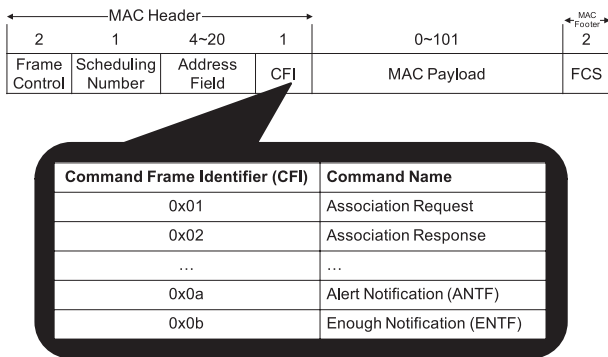 MAC Header
MAC Footer
2 1 4~20 1 0~101 2
Frame Control Scheduling Number Address Field CFI MAC Payload FCS
Command Frame Identifier (CFI) Command Name
0x01 Association Request
0x02 Association Response
... ...
0x0a Alert Notification (ANTF)
0x0b Enough Notification (ENTF)